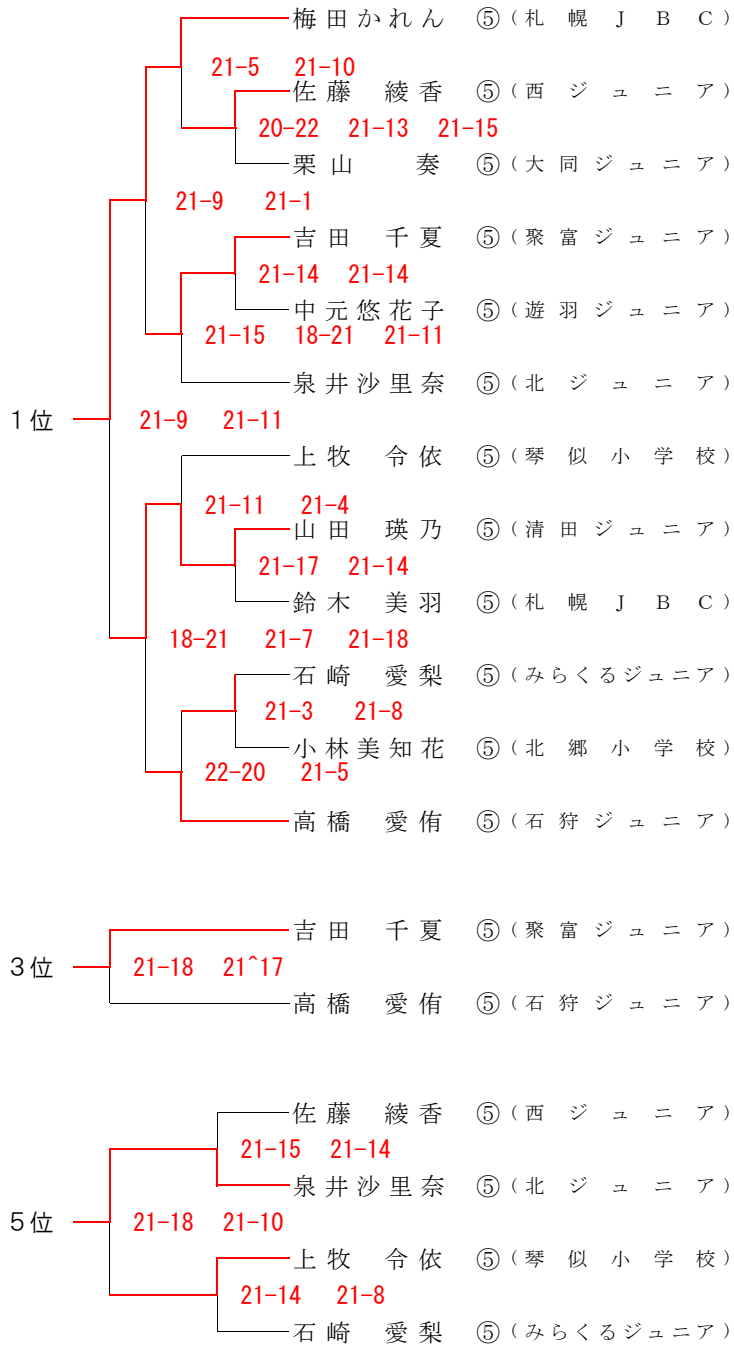 梅田かれん ⑤(札幌JBC)
21-5 21-10
佐藤 綾香 ⑤(西ジュニア)
20-22 21-13 21-15
栗山 奏 ⑤(大同ジュニア)
21-9 21-1
吉田 千夏 ⑤(聚富ジュニア)
21-14 21-14
中元悠花子 ⑤(遊羽ジュニア)
21-15 18-21 21-11
泉井沙里奈 ⑤(北ジュニア)
1位 21-9 21-11
上牧 令依 ⑤(琴似小学校)
21-11 21-4
山田 瑛乃 ⑤(清田ジュニア)
21-17 21-14
鈴木 美羽 ⑤(札幌JBC)
18-21 21-7 21-18
石崎 愛梨 ⑤(みらくるジュニア)
21-3 21-8
小林美知花 ⑤(北郷小学校)
22-20 21-5
高橋 愛侑 ⑤(石狩ジュニア)
吉田 千夏 ⑤(聚富ジュニア)
3位 21-18 21^17
高橋 愛侑 ⑤(石狩ジュニア)
佐藤 綾香 ⑤(西ジュニア)
21-15 21-14
泉井沙里奈 ⑤(北ジュニア)
5位 21-18 21-10
上牧 令依 ⑤(琴似小学校)
21-14 21-8
石崎 愛梨 ⑤(みらくるジュニア)